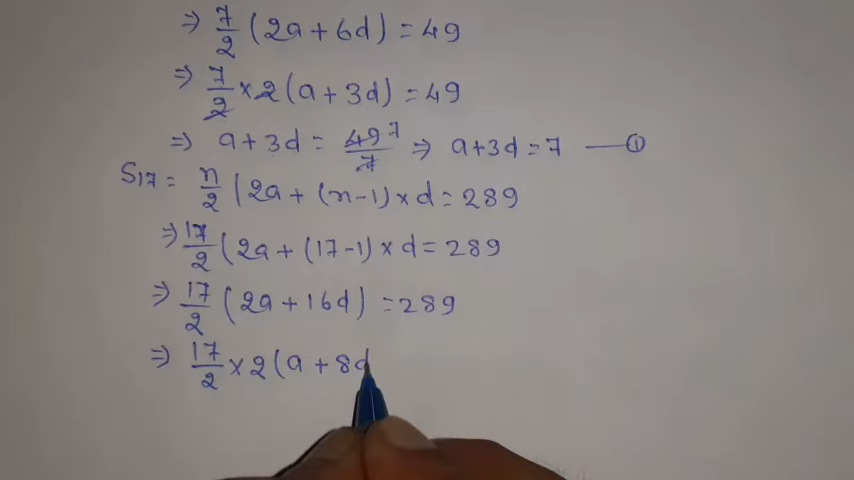 ⇒ 7/2 (2a + 6d) = 49
⇒ 7/2 × 2 (a + 3d) = 49
⇒ a + 3d = 49/7 7 ⇒ a + 3d = 7 —— ①
S₁₇ = n/2 (2a + (n-1) × d = 289
⇒ 17/2 (2a + (17-1) × d = 289
⇒ 17/2 (2a + 16d) = 289
⇒ 17/2 × 2 (a + 8d